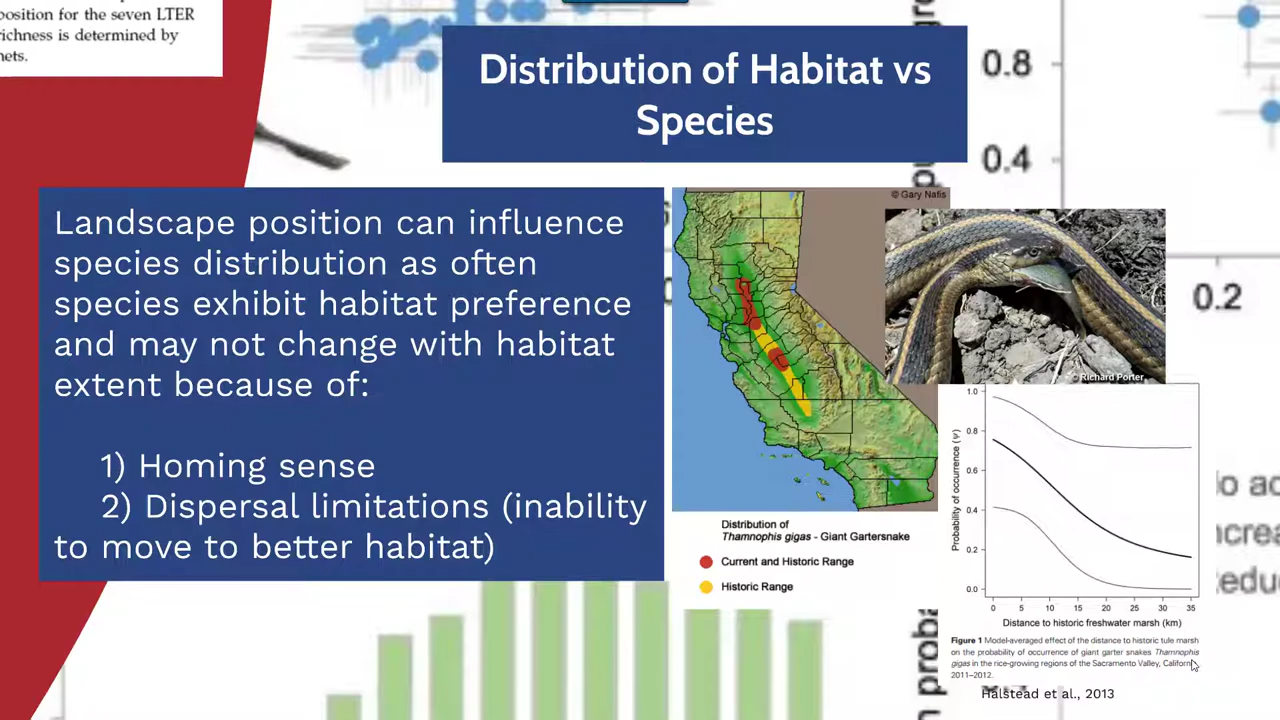 osition for the seven LTER
richness is determined by
nets.
Distribution of Habitat vs
Species
0.8
0.4
0.2
Landscape position can influence
species distribution as often
species exhibit habitat preference
and may not change with habitat
extent because of:
1) Homing sense
2) Dispersal limitations (inability
to move to better habitat)
© Gary Nafis
© Richard Porter
Distribution of
Thamnophis gigas - Giant Gartersnake
Current and Historic Range
Historic Range
Probability of occurrence (ψ)
1.0
0.8
0.6
0.4
0.2
0.0
0 5 10 15 20 25 30 35
Distance to historic freshwater marsh (km)
Figure 1 Model-averaged effect of the distance to historic tule marsh
on the probability of occurrence of giant garter snakes Thamnophis
gigas in the rice-growing regions of the Sacramento Valley, Californ
2011–2012.
Halstead et al., 2013
n proba